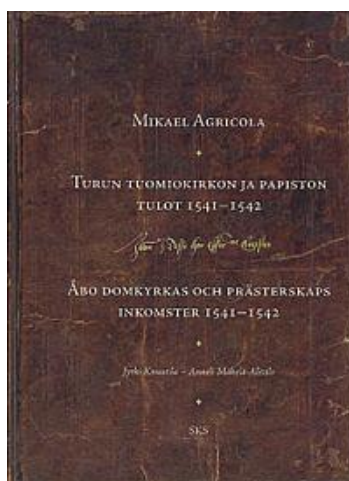 MIKAEL AGRICOLA
TURUN TUOMIOKIRKON JA PAPISTON
TULOT 1541–1542
ÅBO DOMKYRKAS OCH PRÄSTERSKAPS
INKOMSTER 1541–1542
Jyrki Knuutila – Anneli Mäkelä-Alitalo
SKS